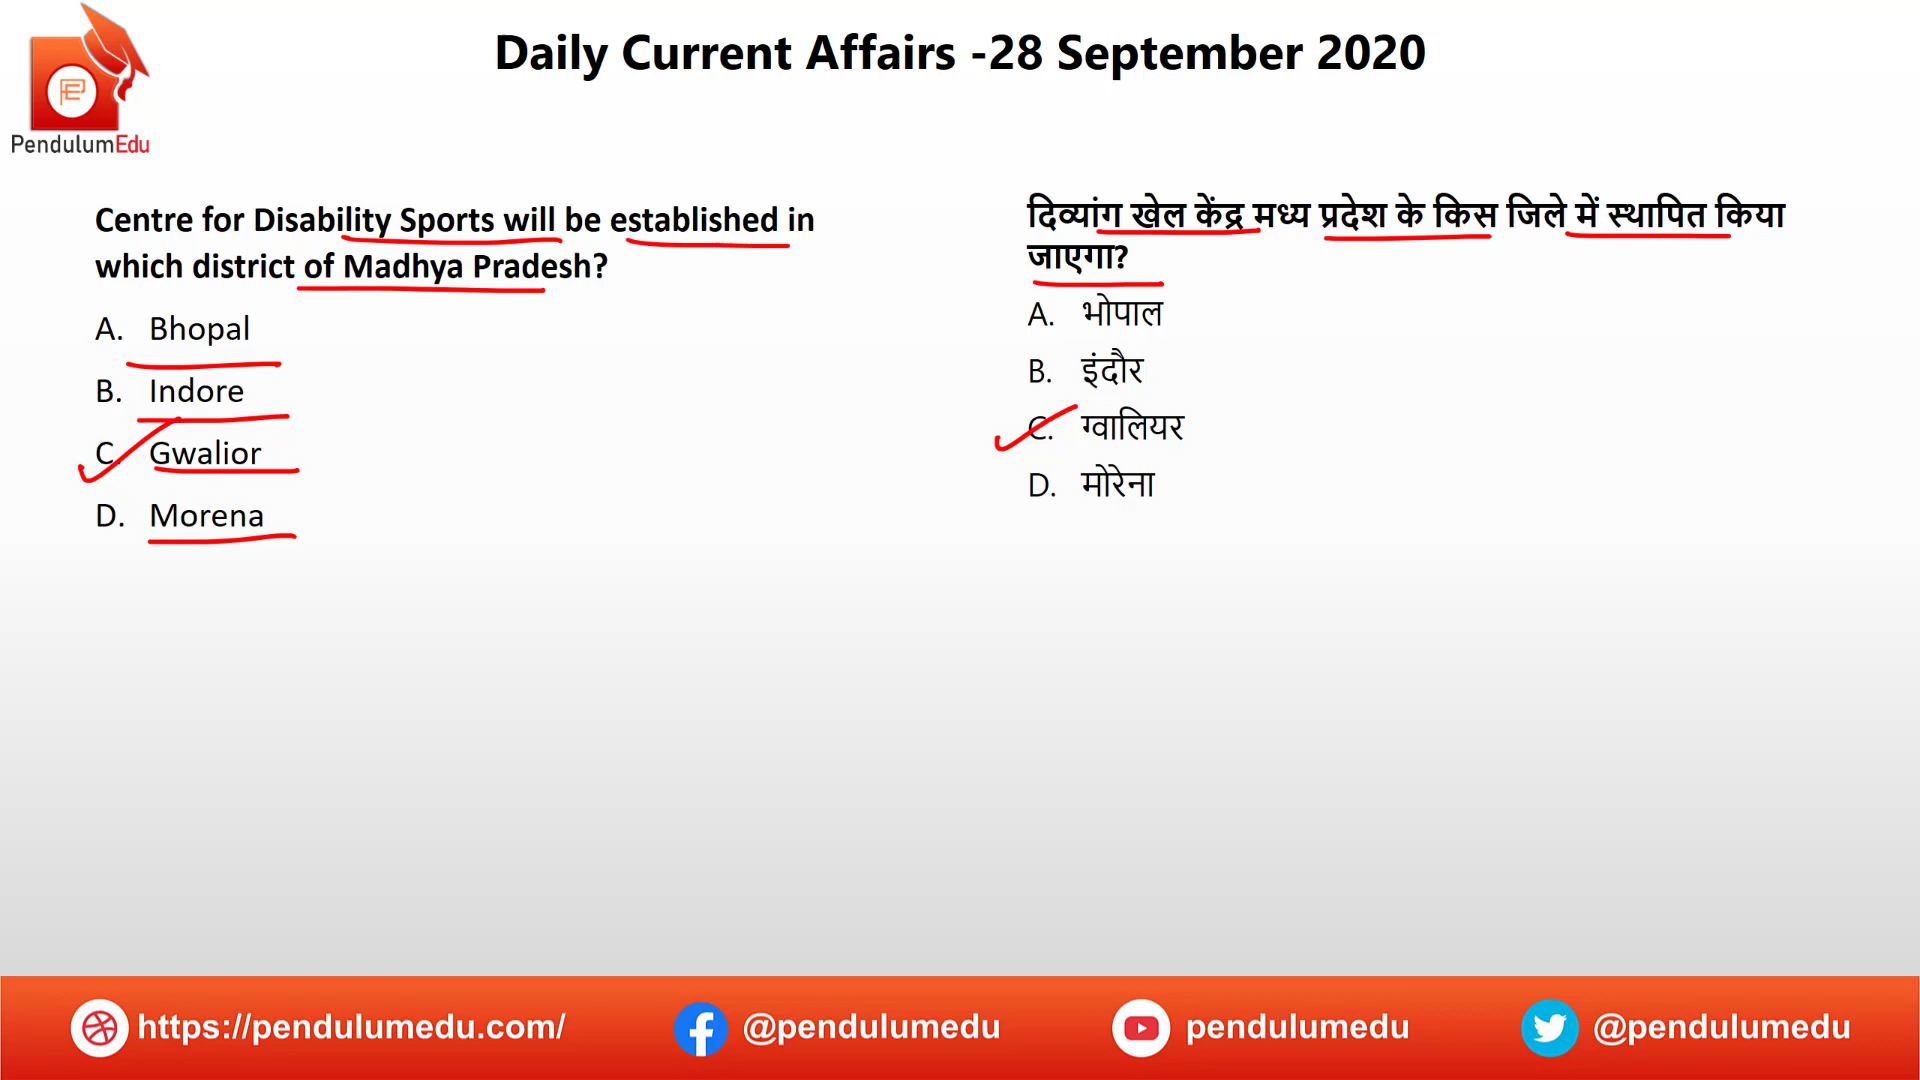 Daily Current Affairs -28 September 2020
PendulumEdu
Centre for Disability Sports will be established in
which district of Madhya Pradesh?
A. Bhopal
B. Indore
C. Gwalior
D. Morena
दिव्यांग खेल केंद्र मध्य प्रदेश के किस जिले में स्थापित किया
जाएगा?
A. भोपाल
B. इंदौर
C. ग्वालियर
D. मोरेना
https://pendulumedu.com/
@pendulumedu
pendulumedu
@pendulumedu